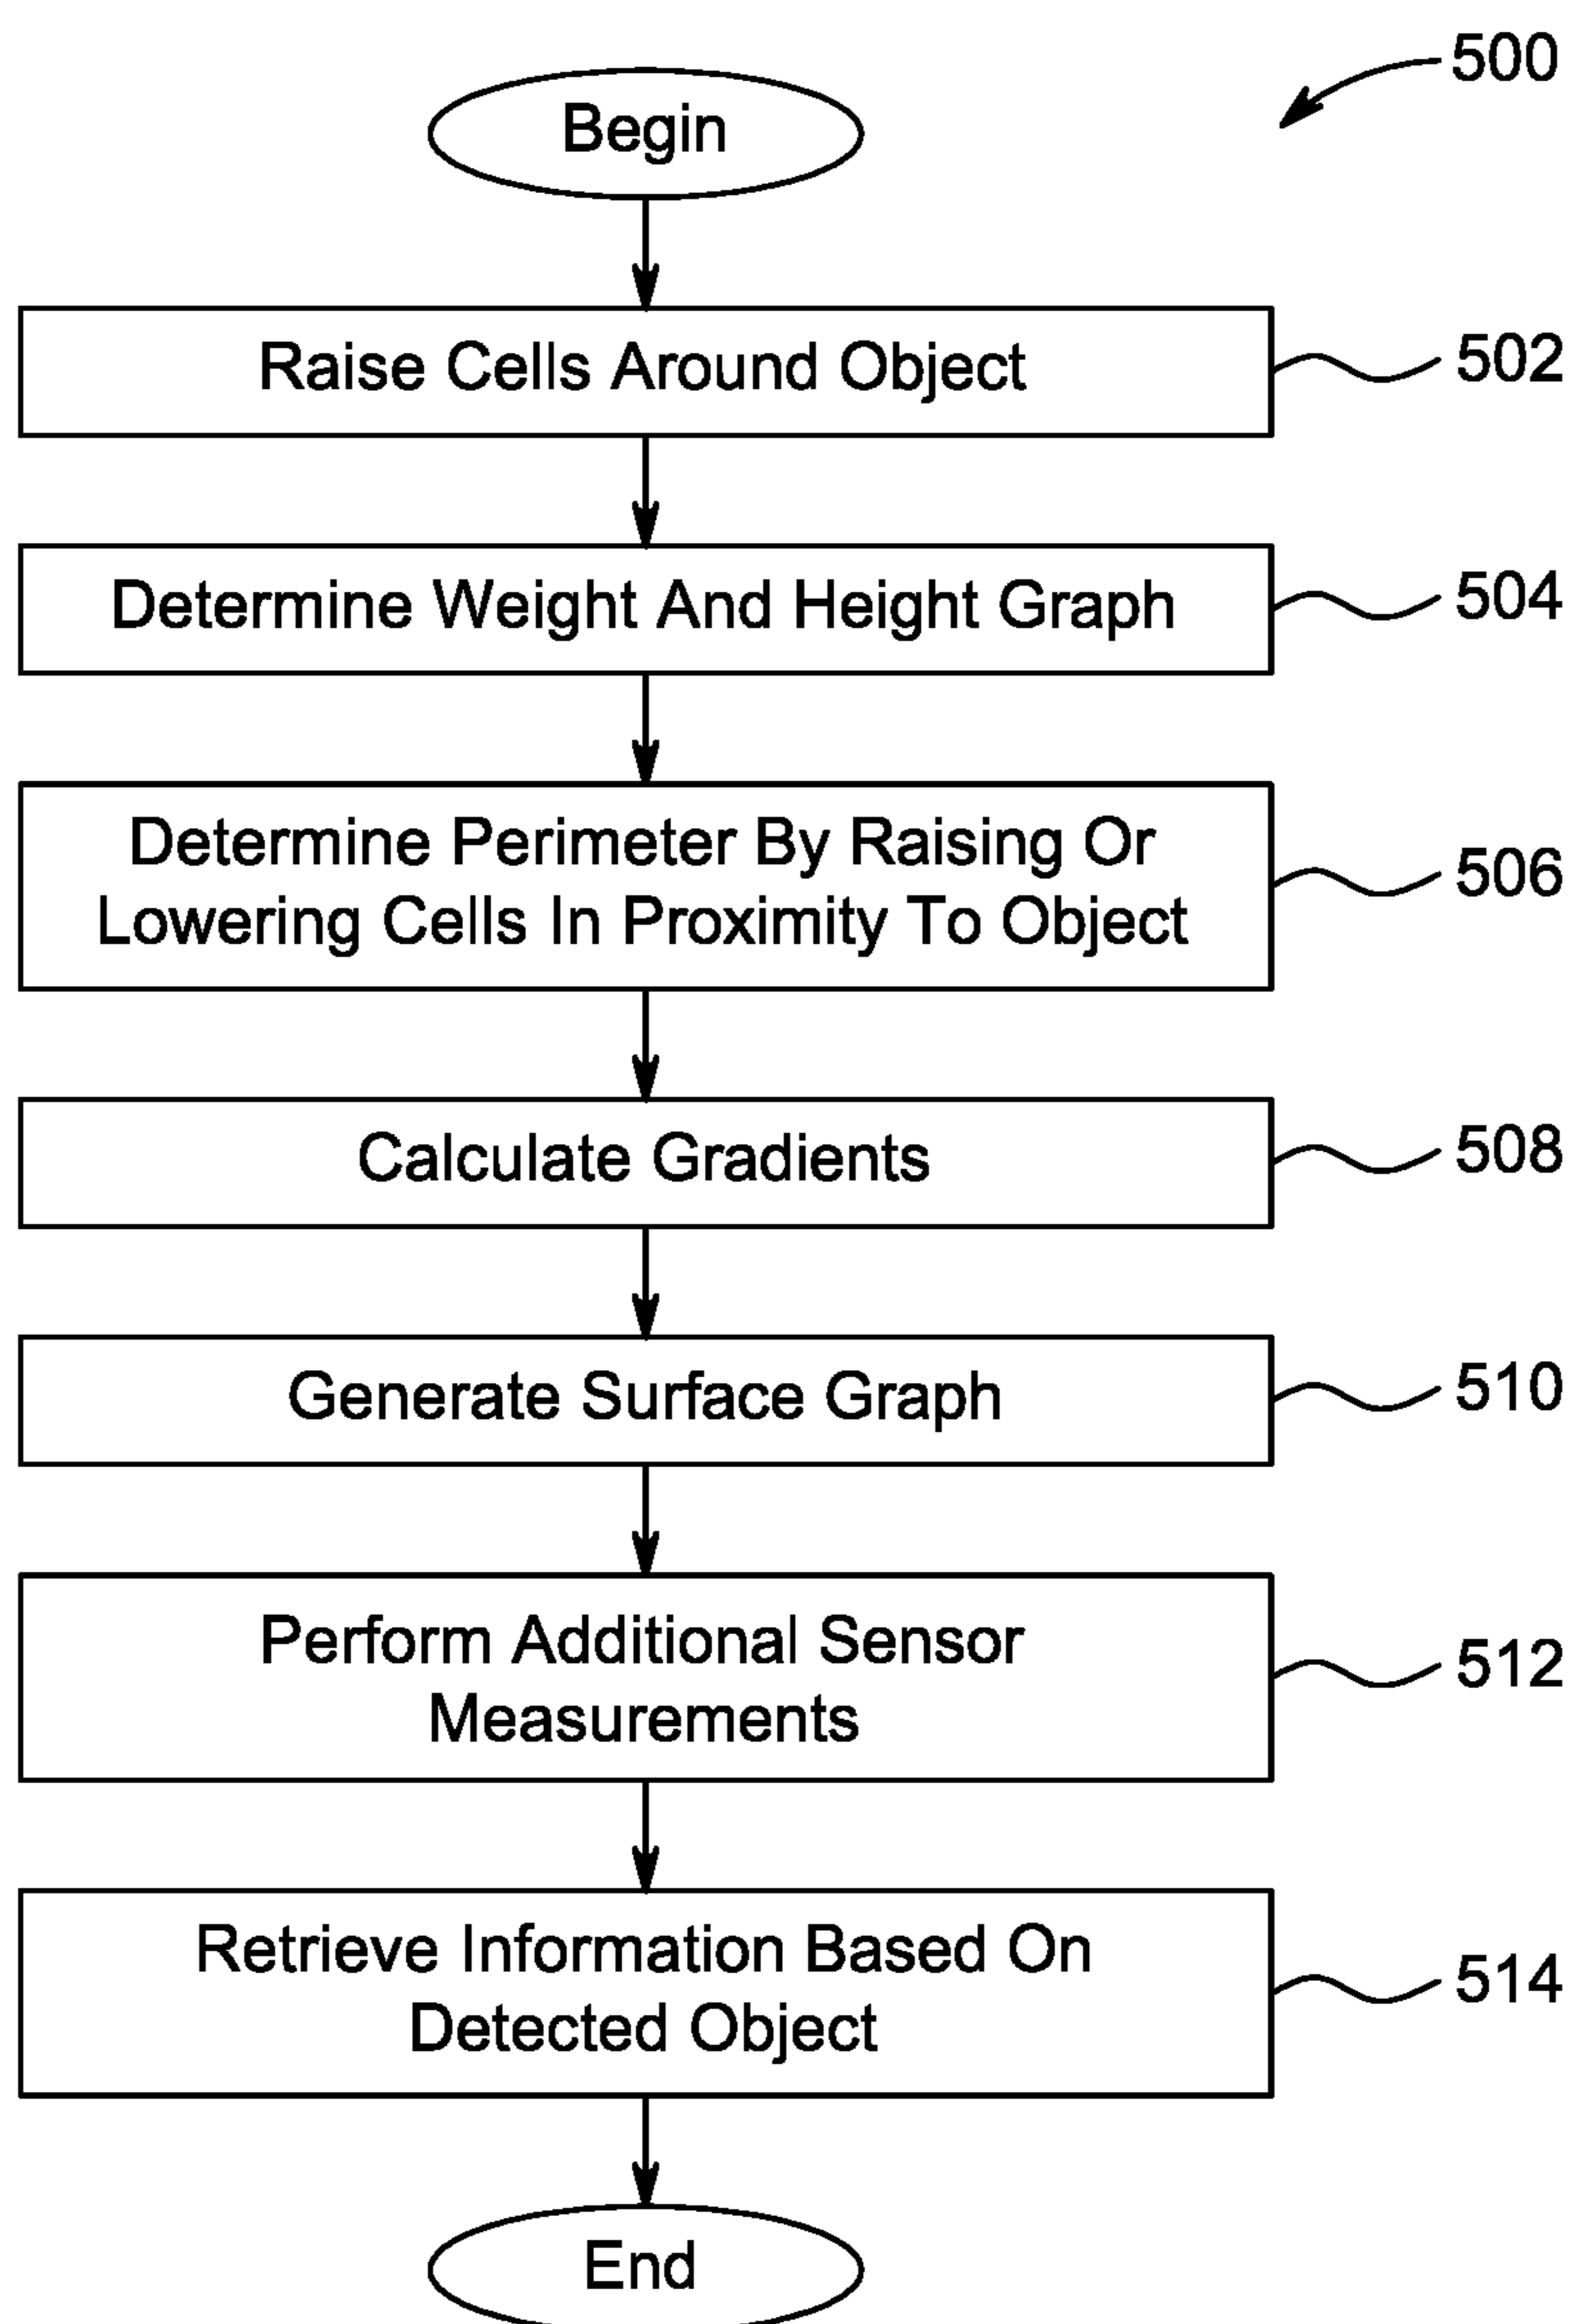 500
Begin
Raise Cells Around Object
502
Determine Weight And Height Graph
504
Determine Perimeter By Raising Or
Lowering Cells In Proximity To Object
506
Calculate Gradients
508
Generate Surface Graph
510
Perform Additional Sensor
Measurements
512
Retrieve Information Based On
Detected Object
514
End